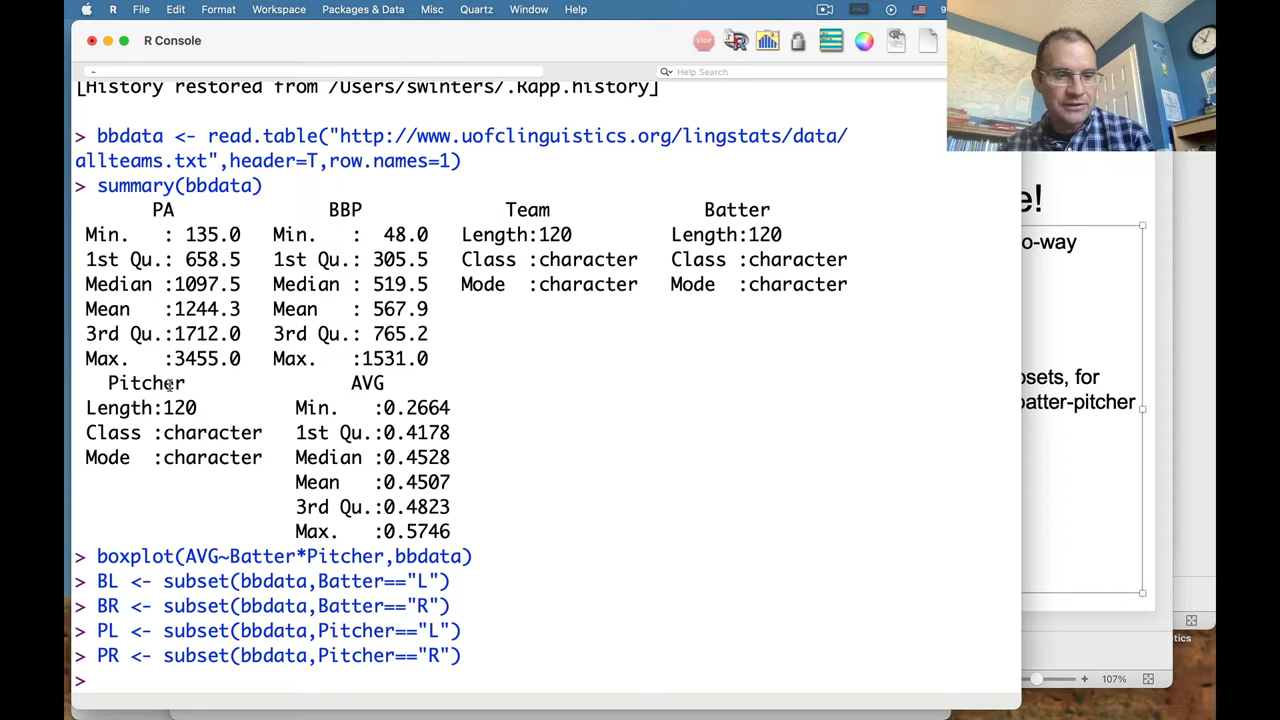 R File Edit Format Workspace Packages & Data Misc Quartz Window Help 9
R Console
STOP
~ Help Search
[History restored from /Users/swinters/.Rapp.history]
> bbdata <- read.table("http://www.uofclinguistics.org/lingstats/data/
allteams.txt",header=T,row.names=1)
> summary(bbdata)
PA BBP Team Batter
Min. : 135.0 Min. : 48.0 Length:120 Length:120
1st Qu.: 658.5 1st Qu.: 305.5 Class :character Class :character
Median :1097.5 Median : 519.5 Mode :character Mode :character
Mean :1244.3 Mean : 567.9
3rd Qu.:1712.0 3rd Qu.: 765.2
Max. :3455.0 Max. :1531.0
Pitcher AVG
Length:120 Min. :0.2664
Class :character 1st Qu.:0.4178
Mode :character Median :0.4528
Mean :0.4507
3rd Qu.:0.4823
Max. :0.5746
> boxplot(AVG~Batter*Pitcher,bbdata)
> BL <- subset(bbdata,Batter=="L")
> BR <- subset(bbdata,Batter=="R")
> PL <- subset(bbdata,Pitcher=="L")
> PR <- subset(bbdata,Pitcher=="R")
>
e!
o-way
osets, for
batter-pitcher
tics
107%